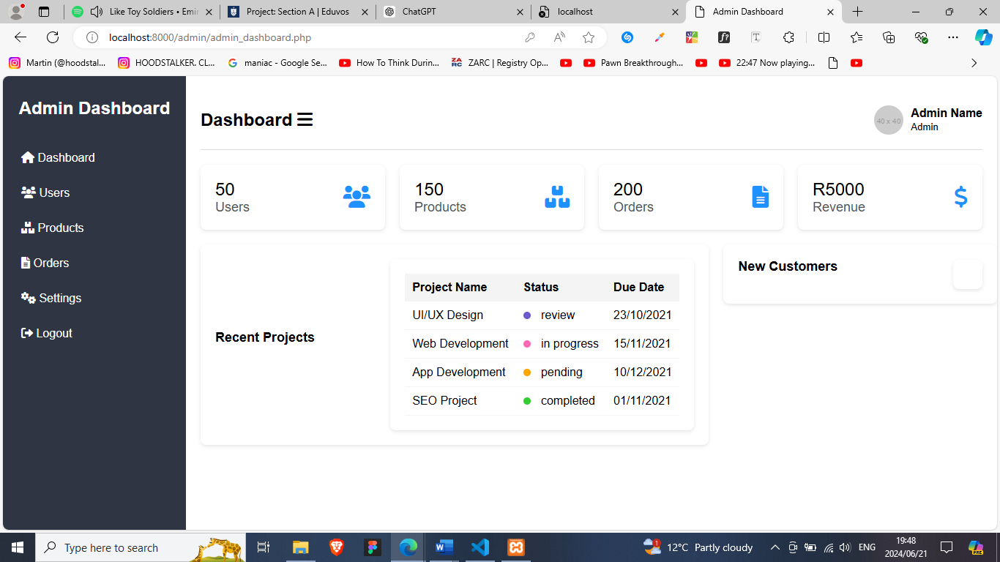 Like Toy Soldiers • Emin
Project: Section A | Eduvos
ChatGPT
localhost
Admin Dashboard
localhost:8000/admin/admin_dashboard.php
Martin (@hoodstal...
HOODSTALKER. CL...
maniac - Google Se...
How To Think Durin...
ZARC | Registry Op...
Pawn Breakthrough...
22:47 Now playing...
Admin Dashboard
Dashboard
Users
Products
Orders
Settings
Logout
Dashboard
40 x 40
Admin Name
Admin
50
Users
150
Products
200
Orders
R5000
Revenue
Recent Projects
Project Name Status Due Date
UI/UX Design review 23/10/2021
Web Development in progress 15/11/2021
App Development pending 10/12/2021
SEO Project completed 01/11/2021
New Customers
Type here to search
1
12°C Partly cloudy
ENG
19:48
2024/06/21
PRE